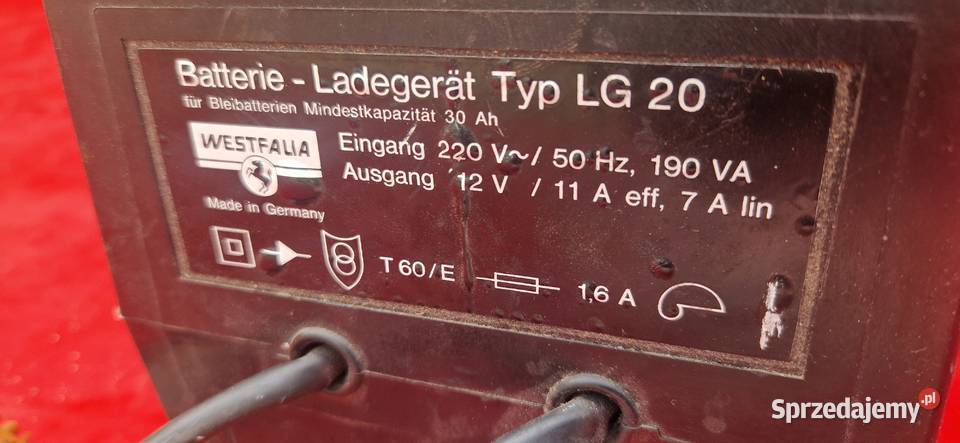 Batterie - Ladegerät Typ LG 20
für Bleibatterien Mindestkapazität 30 Ah
WESTFALIA
Eingang 220 V~/ 50 Hz, 190 VA
Ausgang 12 V / 11 A eff, 7 A lin
Made in Germany
T 60/E
1,6 A
Sprzedajemy.pl